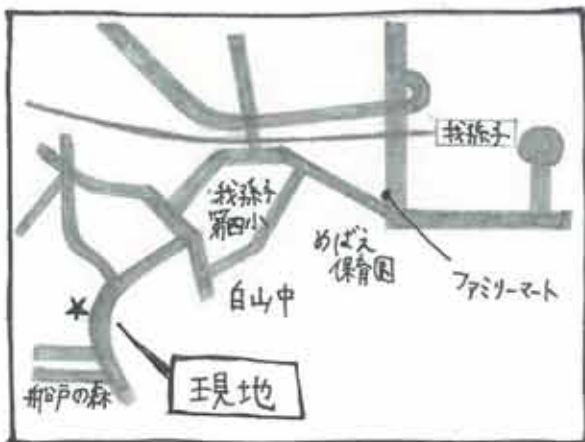 我孫子
我孫子
第四小
めばえ
保育園
ファミリーマート
白山中
現地
船戸の森